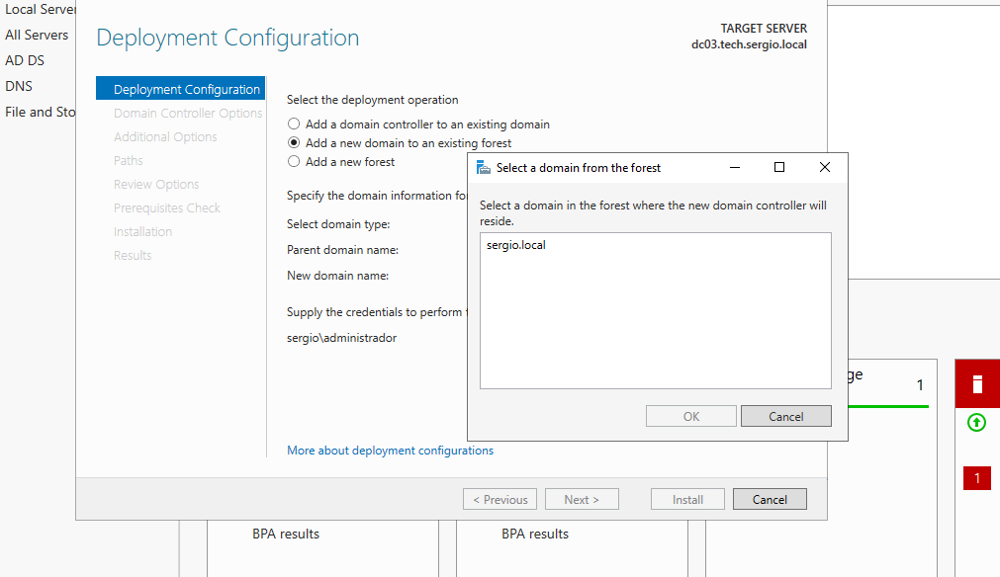 Local Server
All Servers
AD DS
DNS
File and Sto
Deployment Configuration
TARGET SERVER
dc03.tech.sergio.local
Deployment Configuration
Domain Controller Options
Additional Options
Paths
Review Options
Prerequisites Check
Installation
Results
Select the deployment operation
Add a domain controller to an existing domain
Add a new domain to an existing forest
Add a new forest
Specify the domain information fo
Select domain type:
Parent domain name:
New domain name:
Supply the credentials to perform
sergio\administrador
More about deployment configurations
Select a domain from the forest
Select a domain in the forest where the new domain controller will
reside.
sergio.local
OK
Cancel
< Previous
Next >
Install
Cancel
ge
1
1
BPA results
BPA results